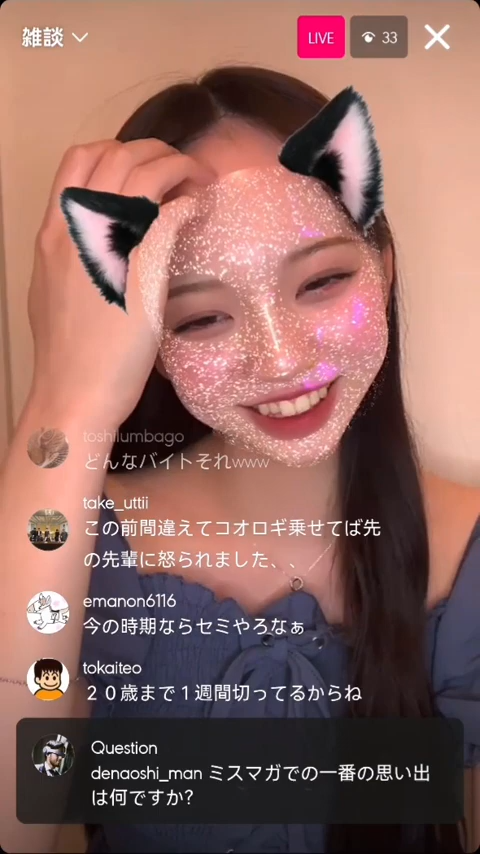 雑談
LIVE
33
toshilumbago
どんなバイトそれwww
take_uttii
この前間違えてコオロギ乗せてば先
の先輩に怒られました、、
emanon6116
今の時期ならセミやろなぁ
tokaiteo
２０歳まで１週間切ってるからね
Question
denaoshi_man ミスマガでの一番の思い出
は何ですか?